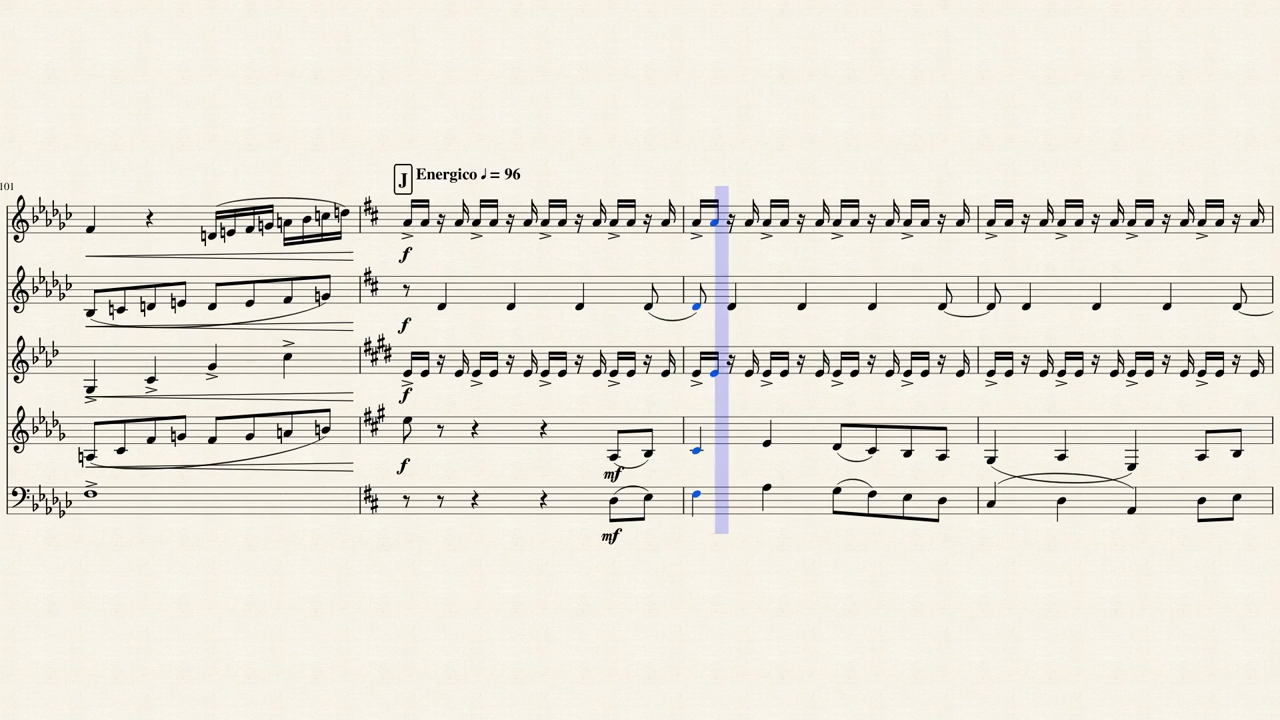 101
J Energico ♩ = 96
f
f
f
f
mf
mf